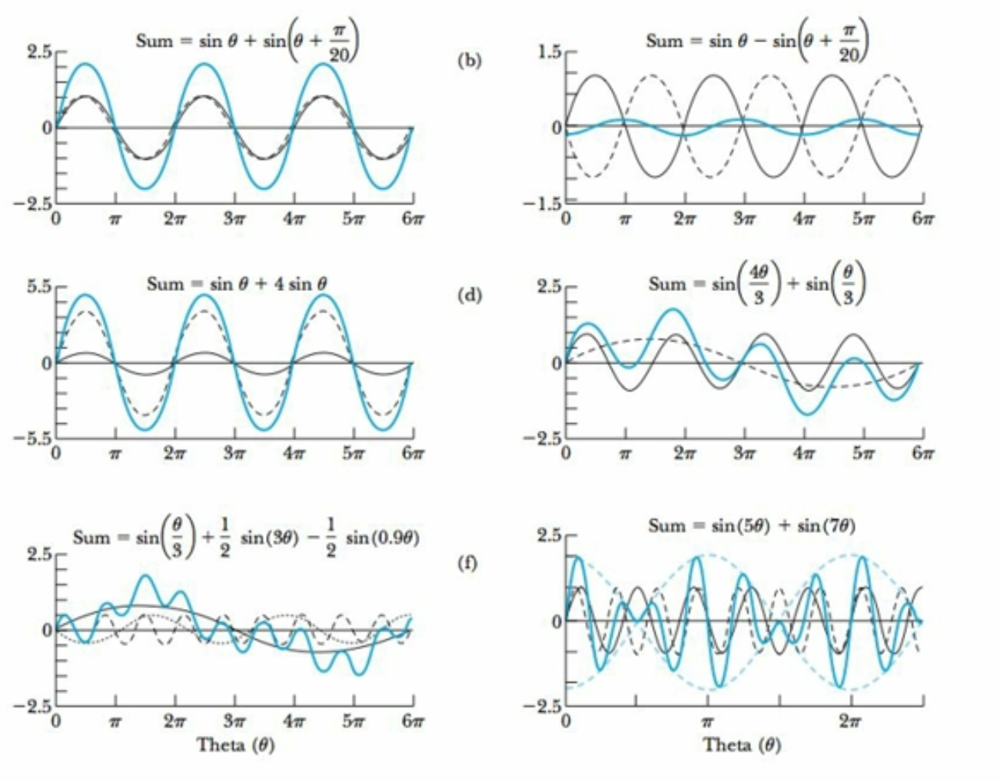 Sum = sin θ + sin(θ + π/20)
2.5
0
−2.5
0 π 2π 3π 4π 5π 6π
(b)
Sum = sin θ − sin(θ + π/20)
1.5
0
−1.5
0 π 2π 3π 4π 5π 6π
Sum = sin θ + 4 sin θ
5.5
0
−5.5
0 π 2π 3π 4π 5π 6π
(d)
Sum = sin(4θ/3) + sin(θ/3)
2.5
0
−2.5
0 π 2π 3π 4π 5π 6π
Sum = sin(θ/3) + 1/2 sin(3θ) − 1/2 sin(0.9θ)
2.5
0
−2.5
0 π 2π 3π 4π 5π 6π
Theta (θ)
(f)
Sum = sin(5θ) + sin(7θ)
2.5
0
−2.5
0 π 2π
Theta (θ)